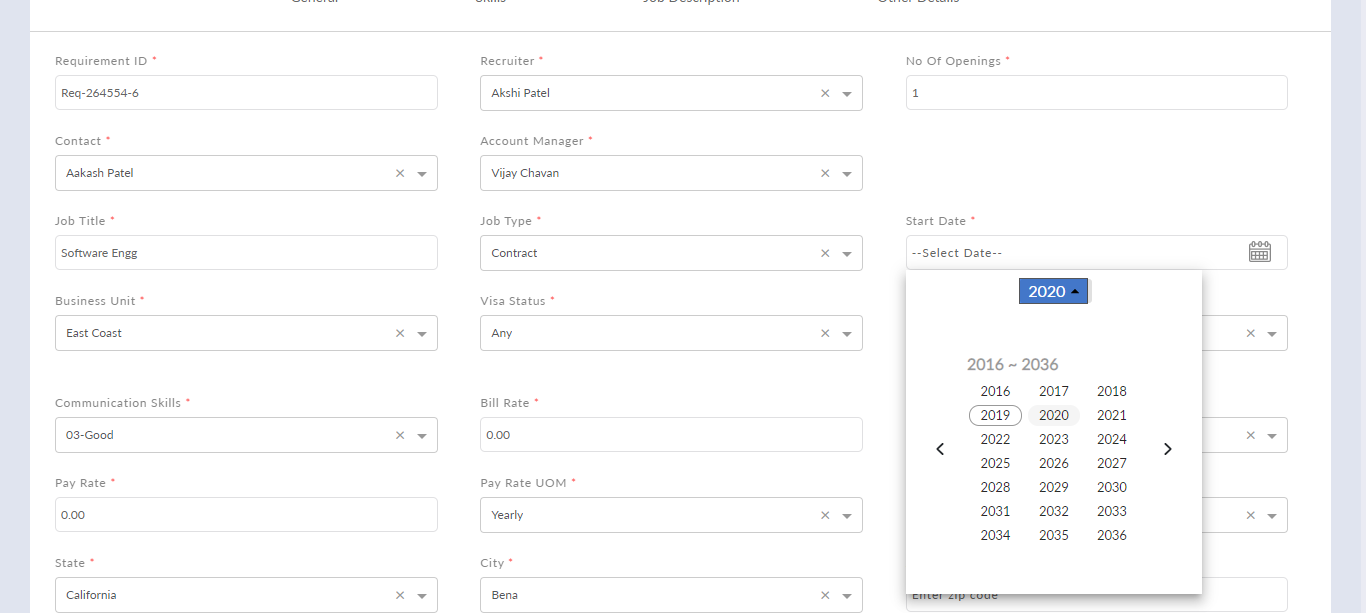 General Skills Job Description Other Details
Requirement ID * Recruiter * No Of Openings *
Req-264554-6 Akshi Patel 1
Contact * Account Manager *
Aakash Patel Vijay Chavan
Job Title * Job Type * Start Date *
Software Engg Contract --Select Date--
2020
Business Unit * Visa Status *
East Coast Any
2016 ~ 2036
2016 2017 2018
Communication Skills * Bill Rate * 2019 2020 2021
03-Good 0.00 2022 2023 2024
2025 2026 2027
Pay Rate * Pay Rate UOM * 2028 2029 2030
0.00 Yearly 2031 2032 2033
2034 2035 2036
State * City *
California Bena Enter zip code